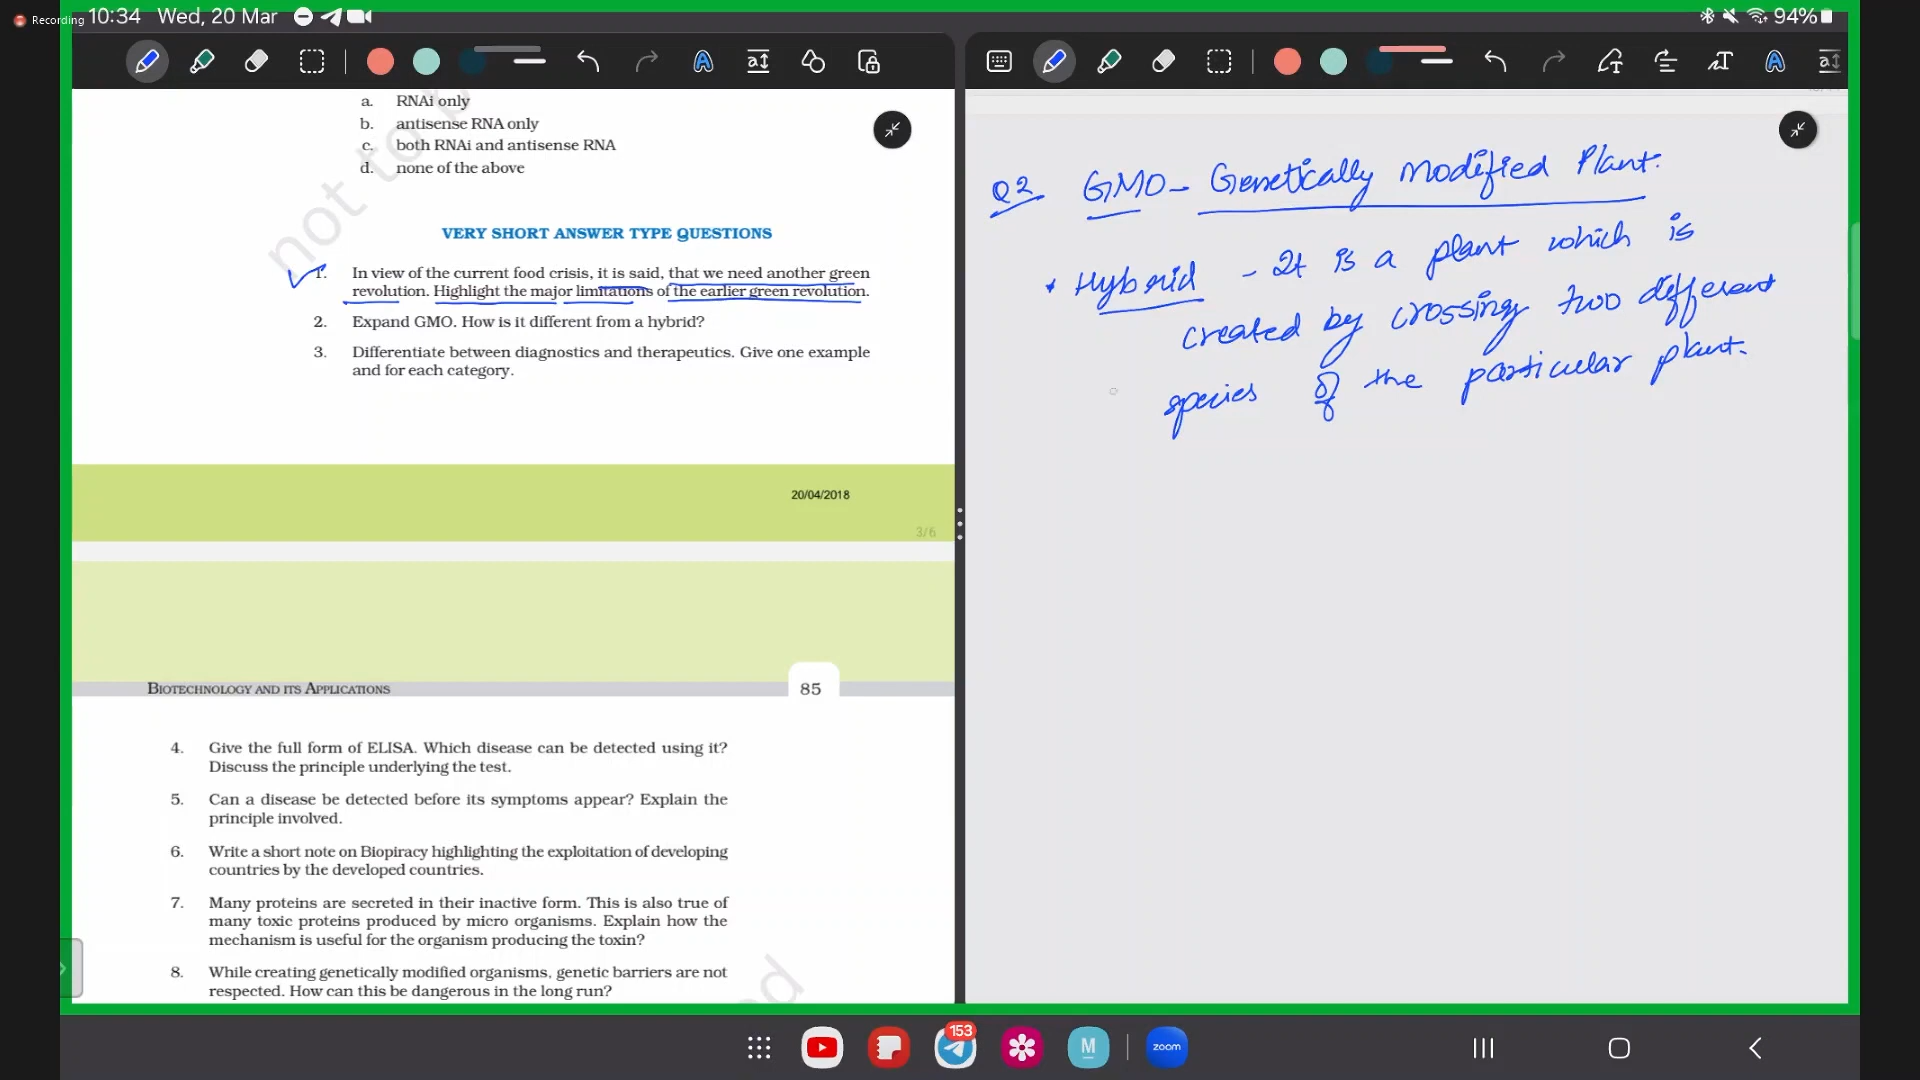 Recording 10:34 Wed, 20 Mar 94%
a. RNAi only
b. antisense RNA only
c. both RNAi and antisense RNA
d. none of the above
VERY SHORT ANSWER TYPE QUESTIONS
1. In view of the current food crisis, it is said, that we need another green
revolution. Highlight the major limitations of the earlier green revolution.
2. Expand GMO. How is it different from a hybrid?
3. Differentiate between diagnostics and therapeutics. Give one example
and for each category.
20/04/2018
3/6
BIOTECHNOLOGY AND ITS APPLICATIONS 85
4. Give the full form of ELISA. Which disease can be detected using it?
Discuss the principle underlying the test.
5. Can a disease be detected before its symptoms appear? Explain the
principle involved.
6. Write a short note on Biopiracy highlighting the exploitation of developing
countries by the developed countries.
7. Many proteins are secreted in their inactive form. This is also true of
many toxic proteins produced by micro organisms. Explain how the
mechanism is useful for the organism producing the toxin?
8. While creating genetically modified organisms, genetic barriers are not
respected. How can this be dangerous in the long run?
not to b
Q2 GMO - Genetically Modified Plant.
* Hybrid - It is a plant which is
created by crossing two different
species of the particular plant.
153
M
zoom